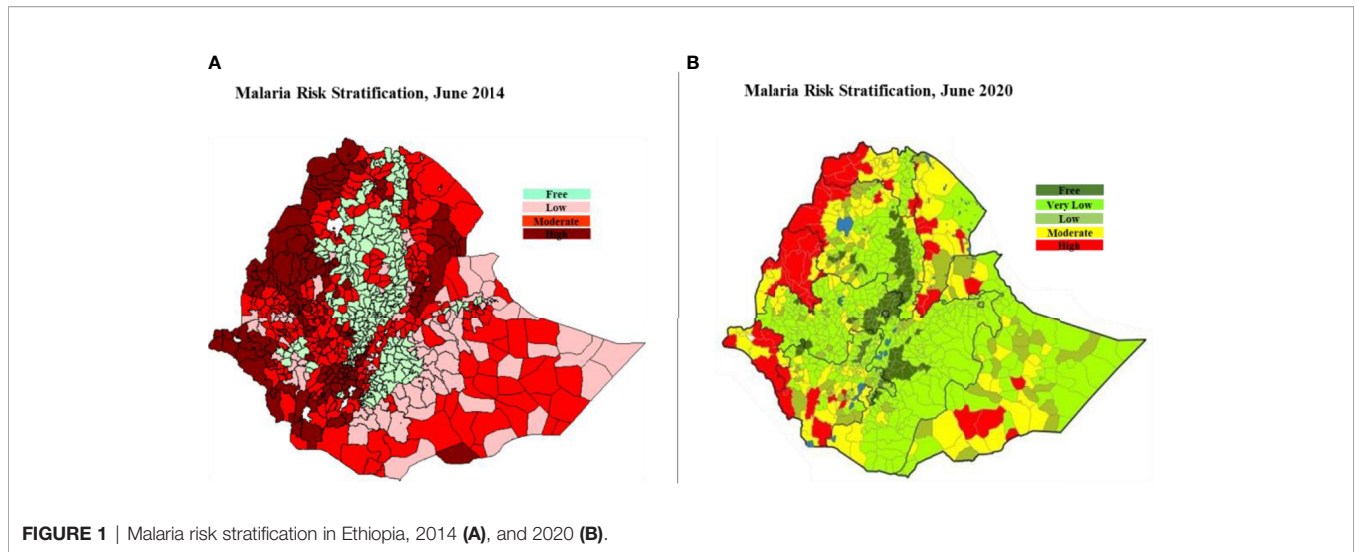 A
Malaria Risk Stratification, June 2014
Free
Low
Moderate
High
B
Malaria Risk Stratification, June 2020
Free
Very Low
Low
Moderate
High
FIGURE 1 | Malaria risk stratification in Ethiopia, 2014 (A), and 2020 (B).